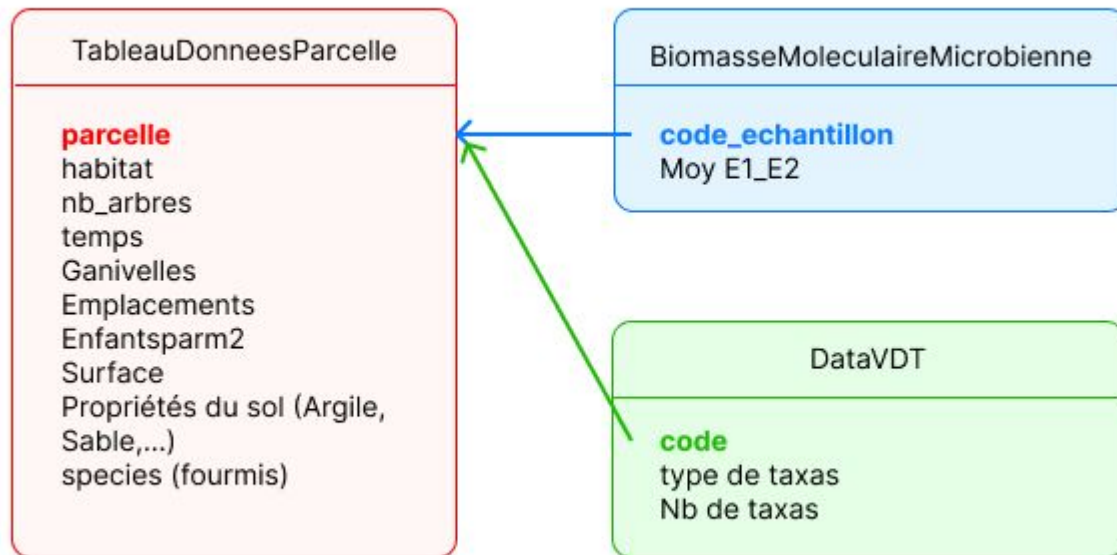 TableauDonneesParcelle
parcelle
habitat
nb_arbres
temps
Ganivelles
Emplacements
Enfantsparm2
Surface
Propriétés du sol (Argile,
Sable,...)
species (fourmis)
BiomasseMoleculaireMicrobienne
code_echantillon
Moy E1_E2
DataVDT
code
type de taxas
Nb de taxas